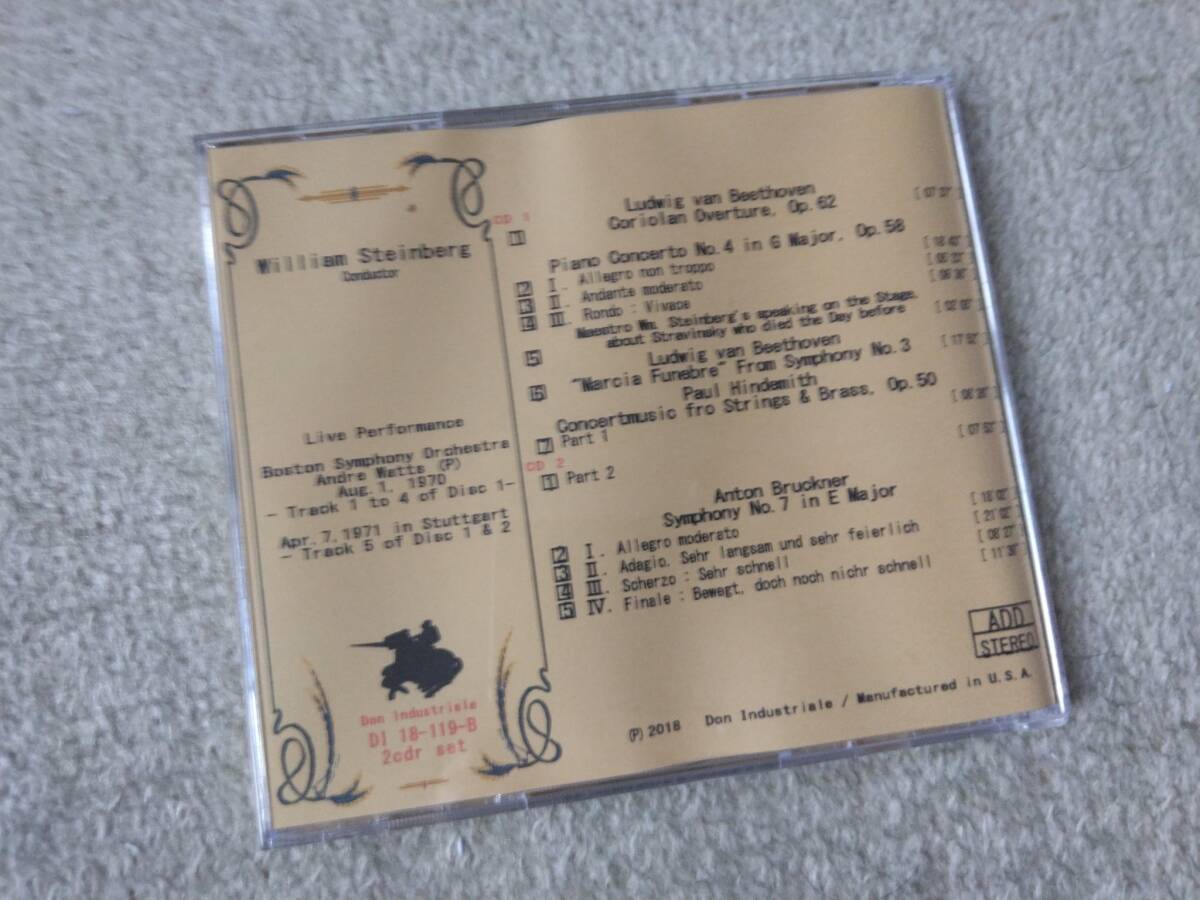 William Steinberg
Conductor
Live Performance
Boston Symphony Orchestra
Andre Watts (P)
Aug. 1, 1970
- Track 1 to 4 of Disc 1-
Apr. 7. 1971 in Stuttgart
- Track 5 of Disc 1 & 2
Don Industriale
DI 18-119-B
2cdr set
CD 1
Ludwig van Beethoven
1 Coriolan Overture, Op. 62
Piano Concerto No. 4 in G Major, Op. 58
2 I. Allegro non troppo
3 II. Andante moderato
4 III. Rondo : Vivace
5 Maestro Wm. Steinberg's speaking on the Stage,
about Stravinsky who died the Day before
Ludwig van Beethoven
6 "Marcia Funebre" From Symphony No. 3
Paul Hindemith
Concertmusic fro Strings & Brass, Op. 50
7 Part 1
CD 2
1 Part 2 [ 07'
Anton Bruckner
Symphony No. 7 in E Major
2 I. Allegro moderato
3 II. Adagio. Sehr langsam und sehr feierlich
4 III. Scherzo : Sehr schnell
5 IV. Finale : Bewegt, doch noch nichr schnell
ADD
STEREO
(P) 2018 Don Industriale / Manufactured in U.S.A.